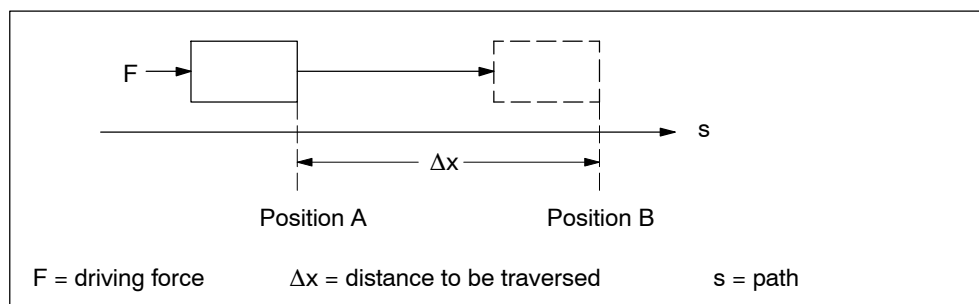 F
s
Δx
Position A Position B
F = driving force Δx = distance to be traversed s = path